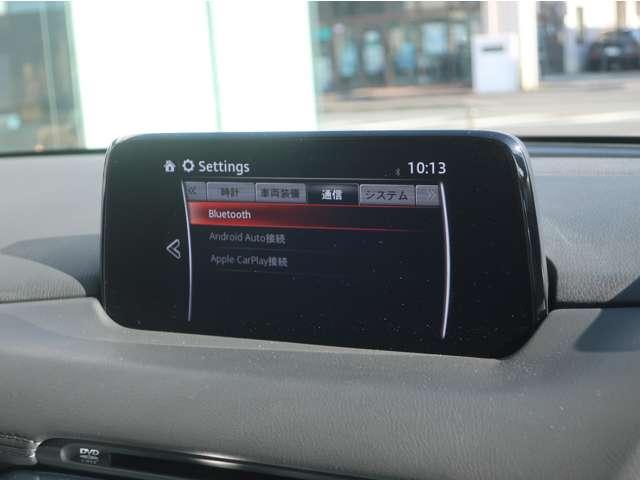 Settings 10:13
時計 車両装備 通信 システム
Bluetooth
Android Auto接続
Apple CarPlay接続
DVD